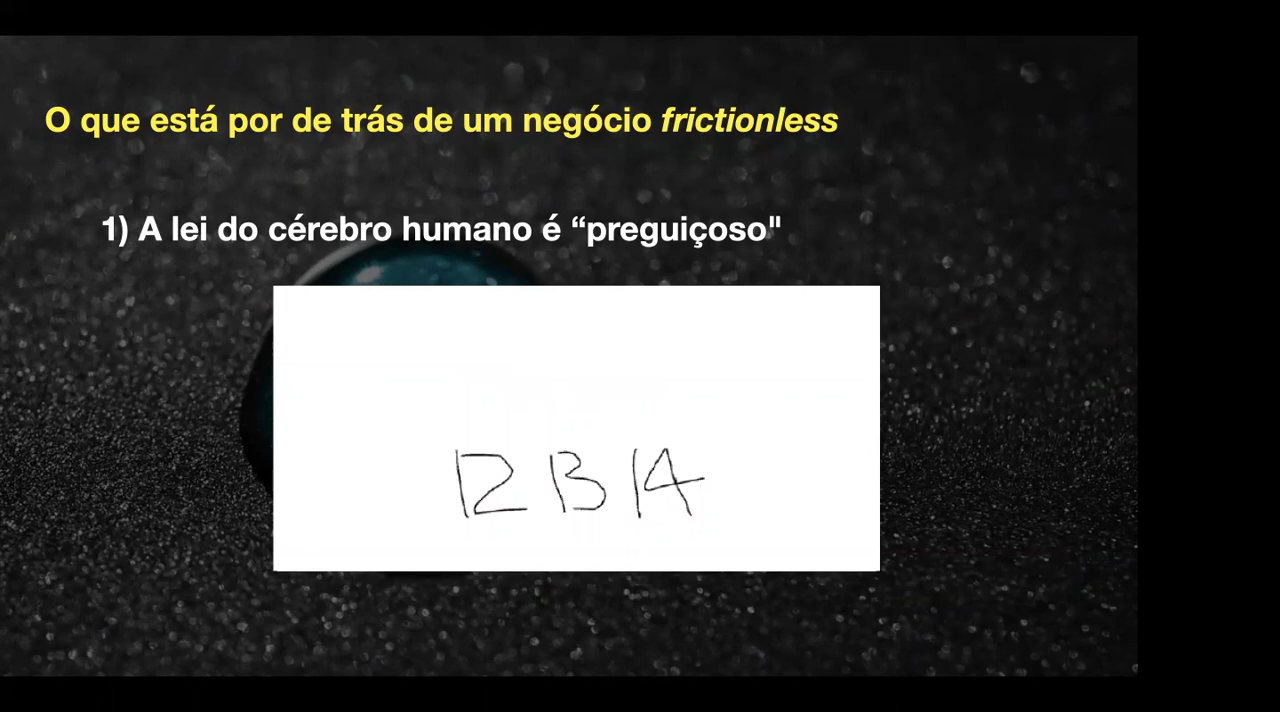 O que está por de trás de um negócio frictionless
1) A lei do cérebro humano é “preguiçoso"
12 13 14